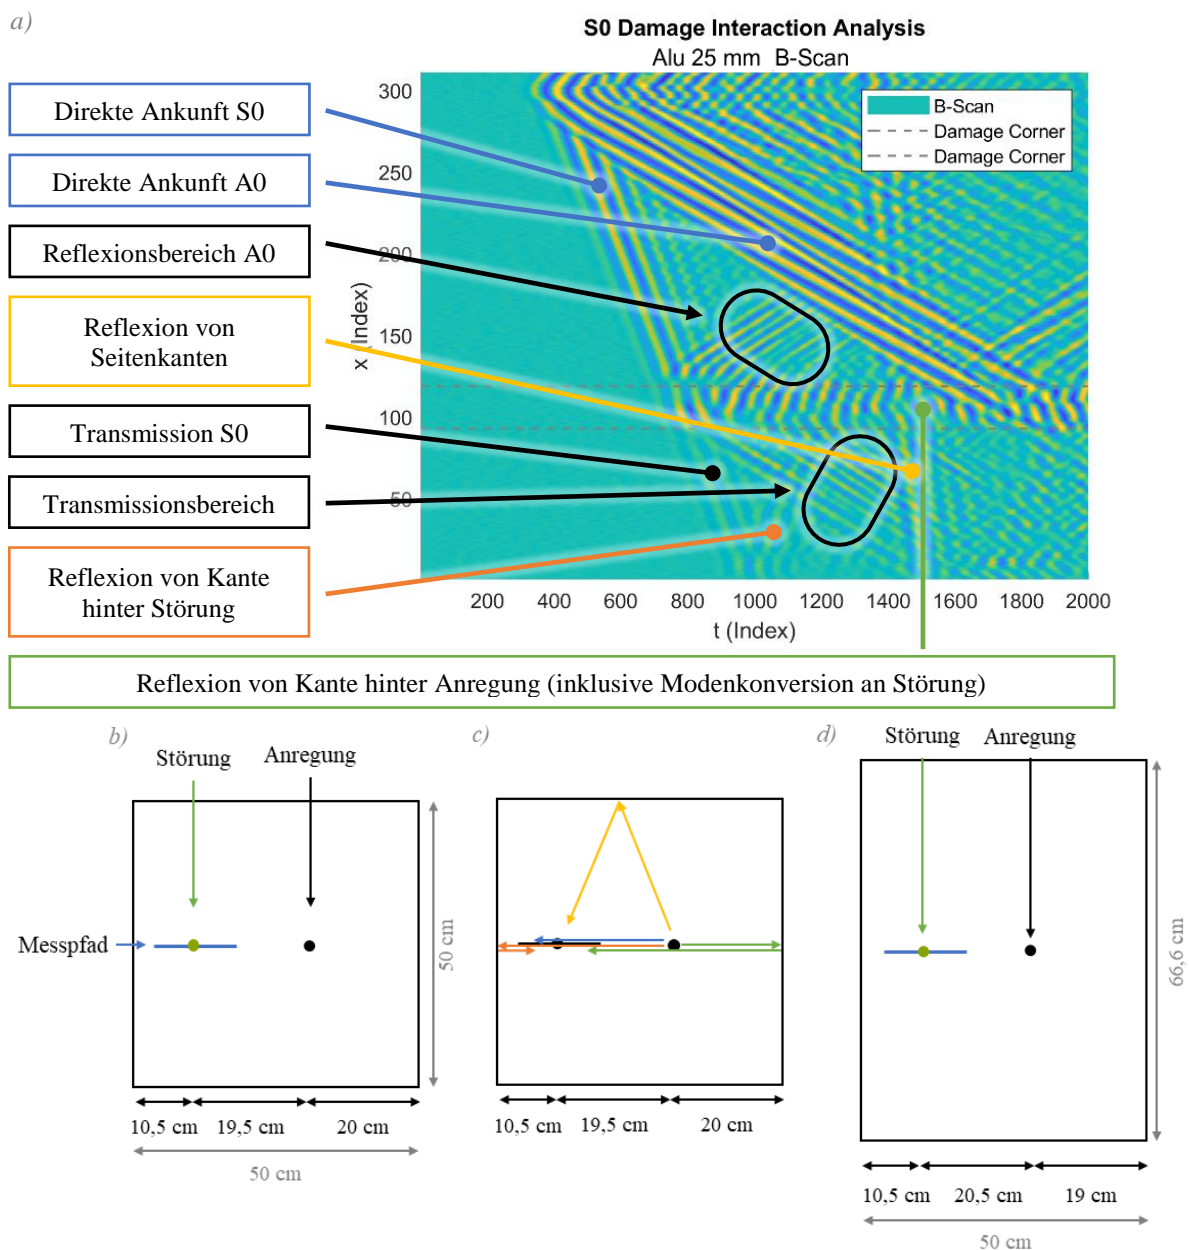 a)
S0 Damage Interaction Analysis
Alu 25 mm B-Scan
Direkte Ankunft S0
Direkte Ankunft A0
Reflexionsbereich A0
Reflexion von
Seitenkanten
Transmission S0
Transmissionsbereich
Reflexion von Kante
hinter Störung
x (Index)
300
250
200
150
100
50
B-Scan
Damage Corner
Damage Corner
200 400 600 800 1000 1200 1400 1600 1800 2000
t (Index)
Reflexion von Kante hinter Anregung (inklusive Modenkonversion an Störung)
b)
Störung
Anregung
Messpfad
50 cm
10,5 cm
19,5 cm
20 cm
50 cm
c)
10,5 cm
19,5 cm
20 cm
d)
Störung
Anregung
66,6 cm
10,5 cm
20,5 cm
19 cm
50 cm